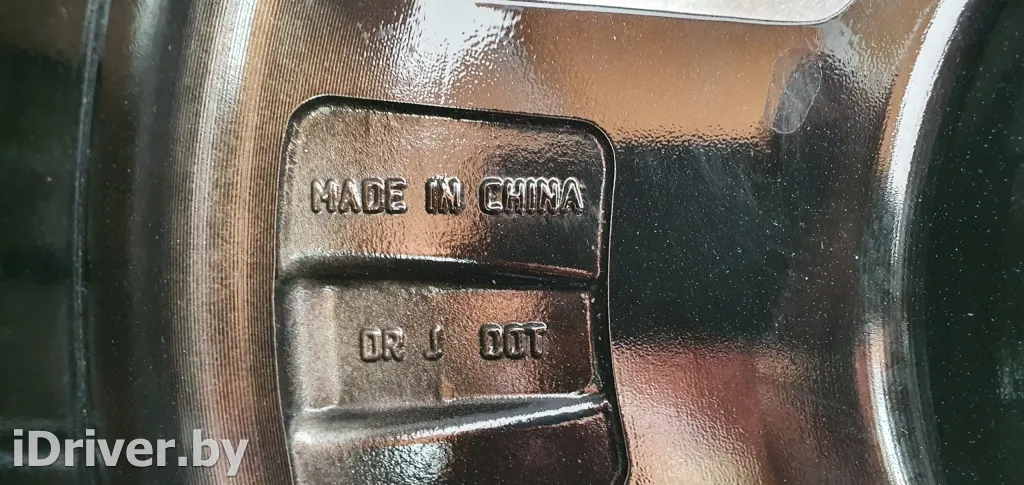 MADE IN CHINA
DR J DOT
iDriver.by